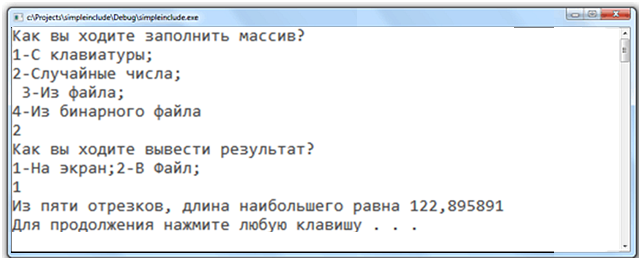 c:\Projects\simpleinclude\Debug\simpleinclude.exe
Как вы ходите заполнить массив?
1-С клавиатуры;
2-Случайные числа;
3-Из файла;
4-Из бинарного файла
2
Как вы ходите вывести результат?
1-На экран;2-В Файл;
1
Из пяти отрезков, длина наибольшего равна 122,895891
Для продолжения нажмите любую клавишу . . .